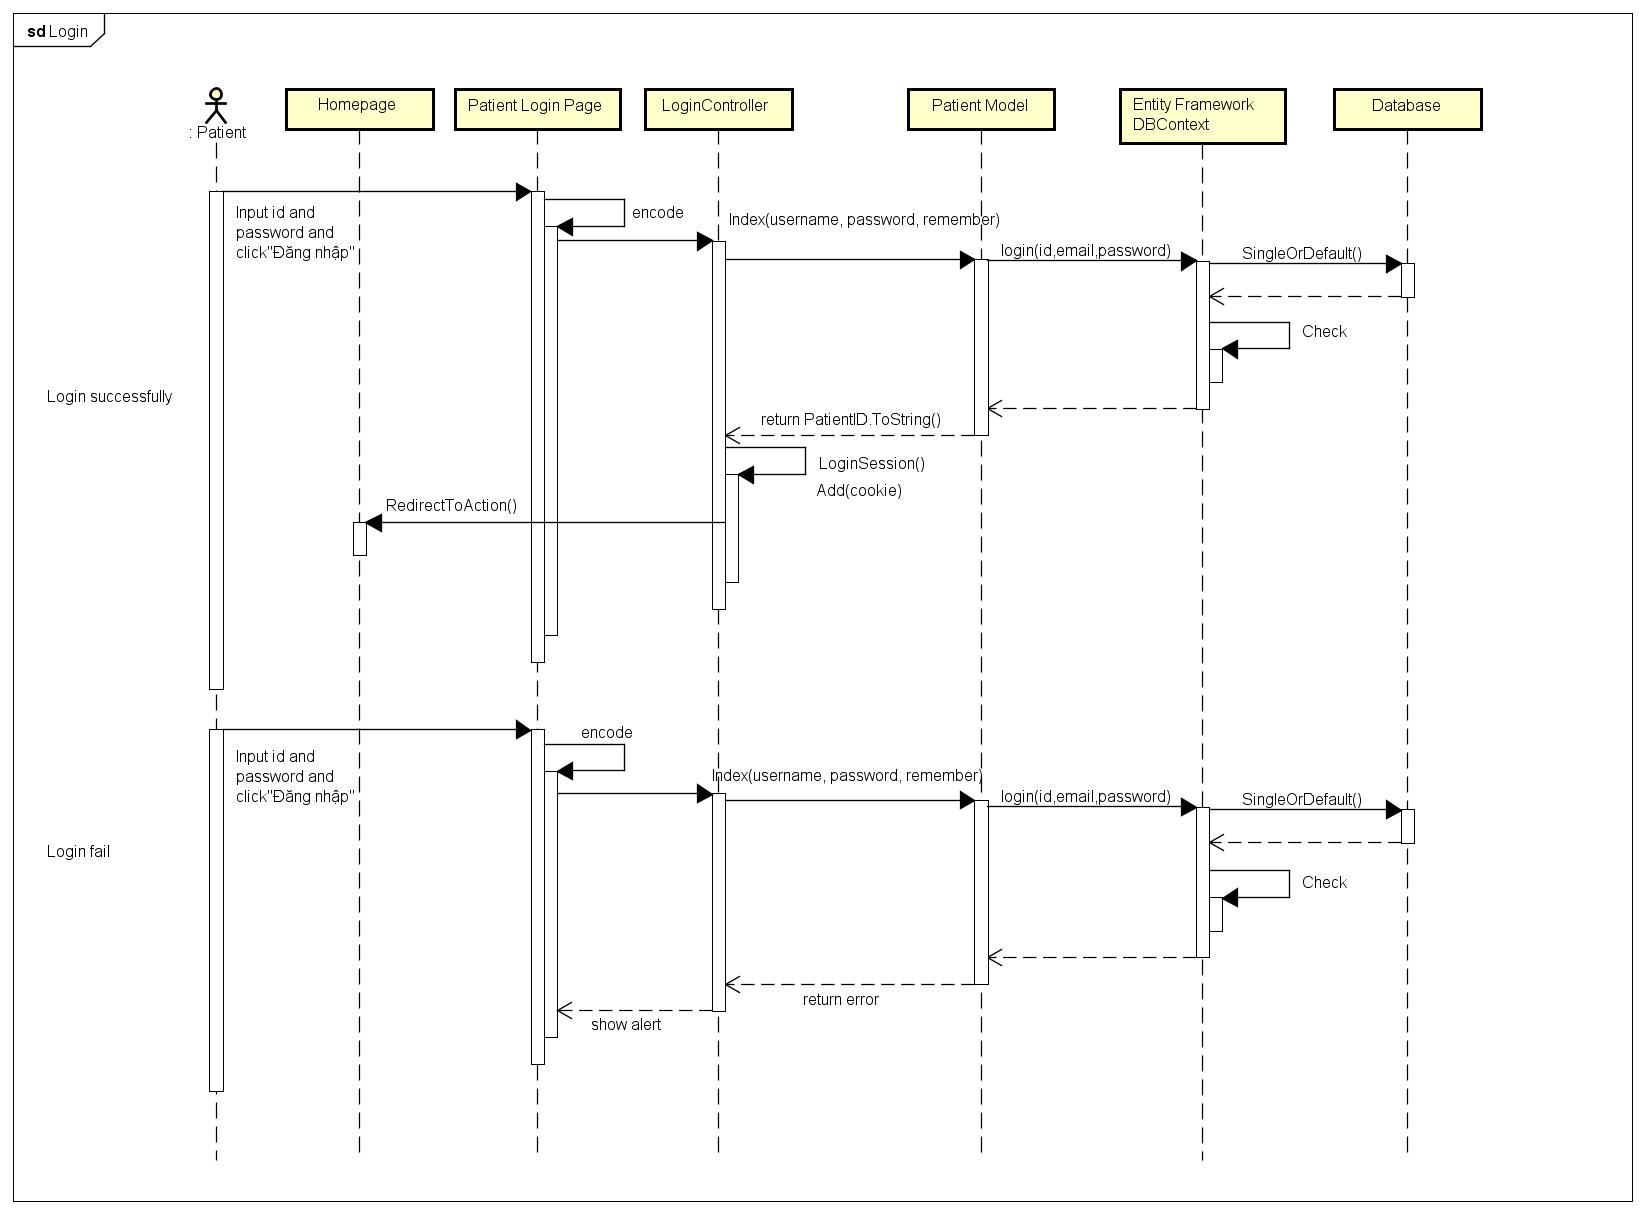 sd Login
: Patient
Homepage
Patient Login Page
LoginController
Patient Model
Entity Framework
DBContext
Database
Input id and
password and
click"Đăng nhập"
encode
Index(username, password, remember)
login(id,email,password)
SingleOrDefault()
Check
Login successfully
return PatientID.ToString()
LoginSession()
Add(cookie)
RedirectToAction()
Input id and
password and
click"Đăng nhập"
encode
Index(username, password, remember)
login(id,email,password)
SingleOrDefault()
Check
Login fail
return error
show alert